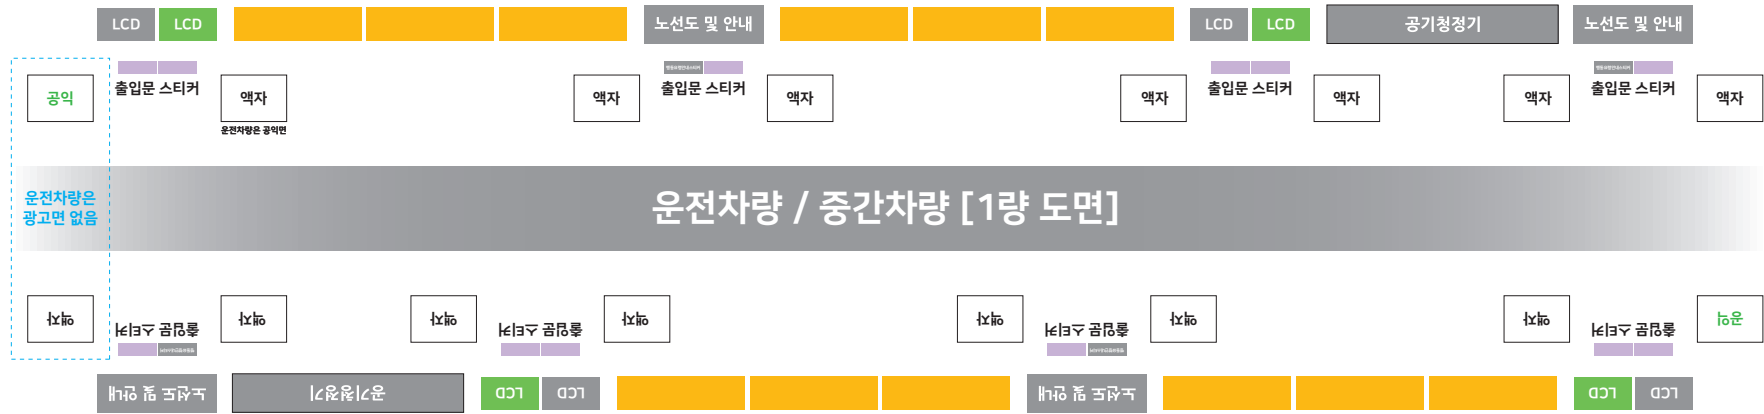 LCD LCD 노선도 및 안내 LCD LCD 공기청정기 노선도 및 안내
공익 출입문 스티커 액자 액자 출입문 스티커 액자 액자 출입문 스티커 액자 액자 출입문 스티커 액자
운전차량은 공익면
운전차량은
광고면 없음
운전차량 / 중간차량 [1량 도면]
액자 출입문 스티커 액자 액자 출입문 스티커 액자 액자 출입문 스티커 액자 액자 출입문 스티커 공익
노선도 및 안내 공기청정기 LCD LCD 노선도 및 안내 LCD LCD